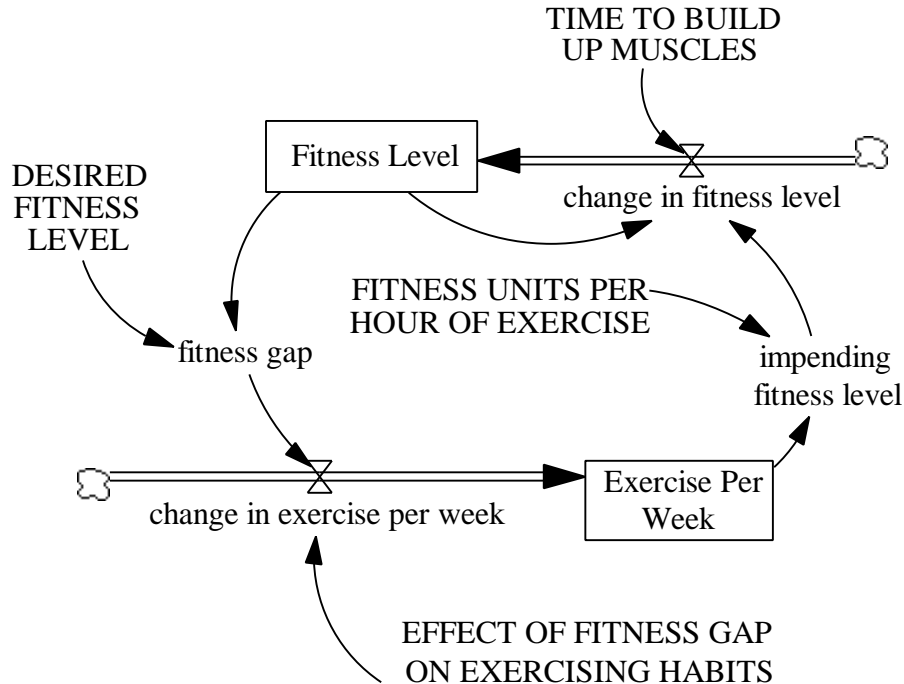 TIME TO BUILD
UP MUSCLES
Fitness Level
DESIRED
FITNESS
LEVEL
change in fitness level
FITNESS UNITS PER
HOUR OF EXERCISE
fitness gap
impending
fitness level
Exercise Per
Week
change in exercise per week
EFFECT OF FITNESS GAP
ON EXERCISING HABITS